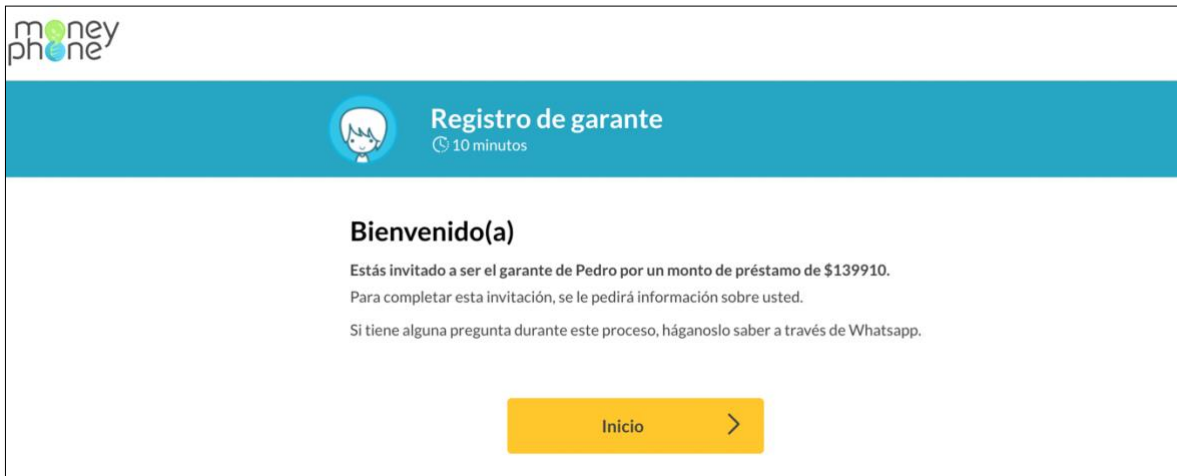 money
phone
Registro de garante
10 minutos
Bienvenido(a)
Estás invitado a ser el garante de Pedro por un monto de préstamo de $139910.
Para completar esta invitación, se le pedirá información sobre usted.
Si tiene alguna pregunta durante este proceso, háganoslo saber a través de Whatsapp.
Inicio